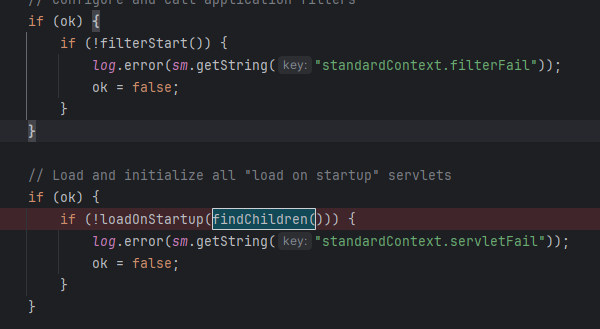 // Configure and call application filters
if (ok) {
if (!filterStart()) {
log.error(sm.getString( key: "standardContext.filterFail"));
ok = false;
}
}
// Load and initialize all "load on startup" servlets
if (ok) {
if (!loadOnStartup(findChildren())) {
log.error(sm.getString( key: "standardContext.servletFail"));
ok = false;
}
}